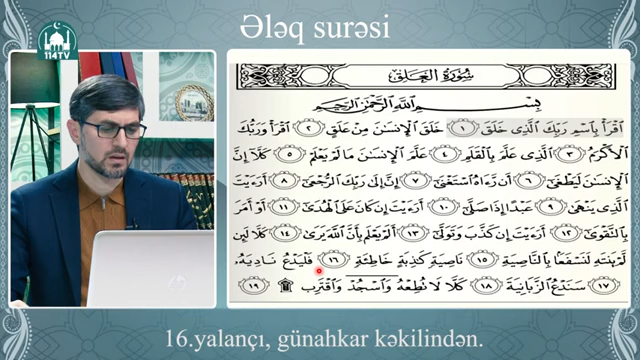 Ələq surəsi
114TV
سُورَةُ العَلَقِ
بِسْمِ اللَّهِ الرَّحْمَٰنِ الرَّحِيمِ
ٱقْرَأْ بِٱسْمِ رَبِّكَ ٱلَّذِى خَلَقَ ١ خَلَقَ ٱلْإِنسَٰنَ مِنْ عَلَقٍ ٢ ٱقْرَأْ وَرَبُّكَ
ٱلْأَكْرَمُ ٣ ٱلَّذِى عَلَّمَ بِٱلْقَلَمِ ٤ عَلَّمَ ٱلْإِنسَٰنَ مَا لَمْ يَعْلَمْ ٥ كَلَّآ إِنَّ
ٱلْإِنسَٰنَ لَيَطْغَىٰٓ ٦ أَن رَّءَاهُ ٱسْتَغْنَىٰٓ ٧ إِنَّ إِلَىٰ رَبِّكَ ٱلرُّجْعَىٰٓ ٨ أَرَءَيْتَ
ٱلَّذِى يَنْهَىٰ ٩ عَبْدًا إِذَا صَلَّىٰٓ ١٠ أَرَءَيْتَ إِن كَانَ عَلَى ٱلْهُدَىٰٓ ١١ أَوْ أَمَرَ
بِٱلتَّقْوَىٰٓ ١٢ أَرَءَيْتَ إِن كَذَّبَ وَتَوَلَّىٰٓ ١٣ أَلَمْ يَعْلَم بِأَنَّ ٱللَّهَ يَرَىٰ ١٤ كَلَّا لَئِن
لَّمْ يَنتَهِ لَنَسْفَعًۢا بِٱلنَّاصِيَةِ ١٥ نَاصِيَةٍ كَٰذِبَةٍ خَاطِئَةٍ ١٦ فَلْيَدْعُ نَادِيَهُۥ
١٧ سَنَدْعُ ٱلزَّبَانِيَةَ ١٨ كَلَّا لَا تُطِعْهُ وَٱسْجُدْ وَٱقْتَرِب ۩ ١٩
16.yalançı, günahkar kəkilindən.